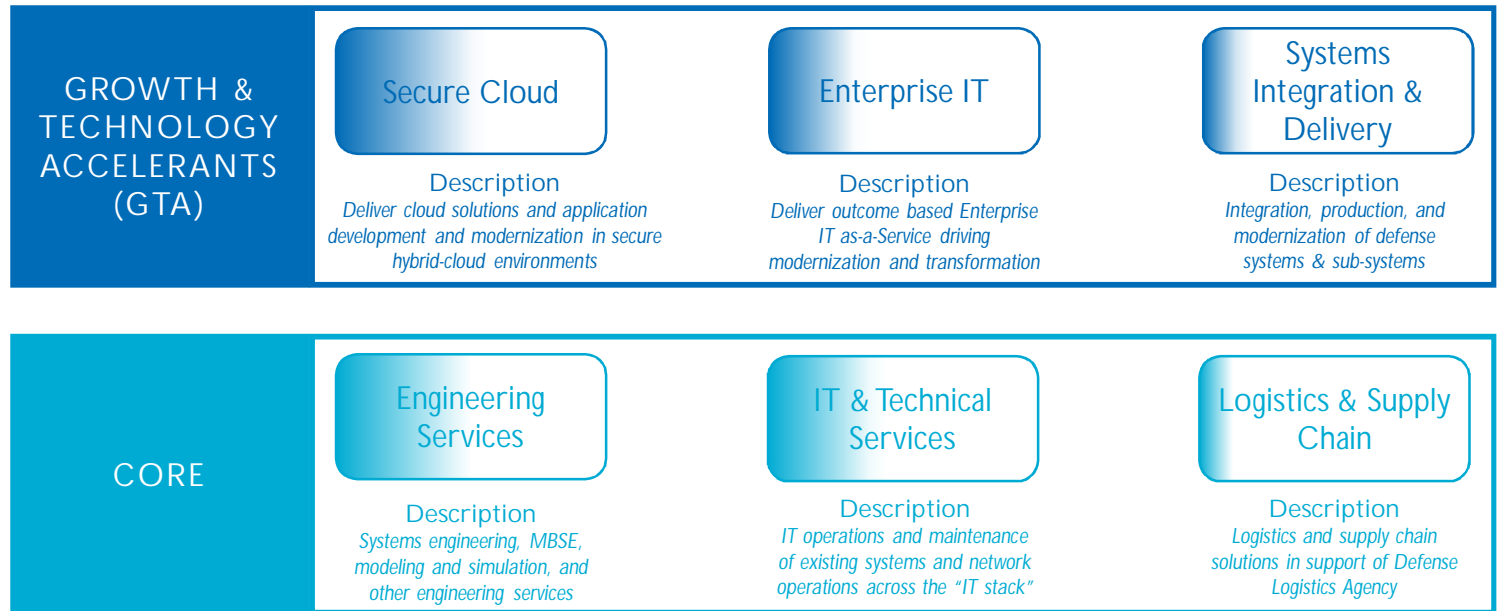 GROWTH &
TECHNOLOGY
ACCELERANTS
(GTA)
Secure Cloud
Description
Deliver cloud solutions and application
development and modernization in secure
hybrid-cloud environments
Enterprise IT
Description
Deliver outcome based Enterprise
IT as-a-Service driving
modernization and transformation
Systems
Integration &
Delivery
Description
Integration, production, and
modernization of defense
systems & sub-systems
CORE
Engineering
Services
Description
Systems engineering, MBSE,
modeling and simulation, and
other engineering services
IT & Technical
Services
Description
IT operations and maintenance
of existing systems and network
operations across the “IT stack”
Logistics & Supply
Chain
Description
Logistics and supply chain
solutions in support of Defense
Logistics Agency